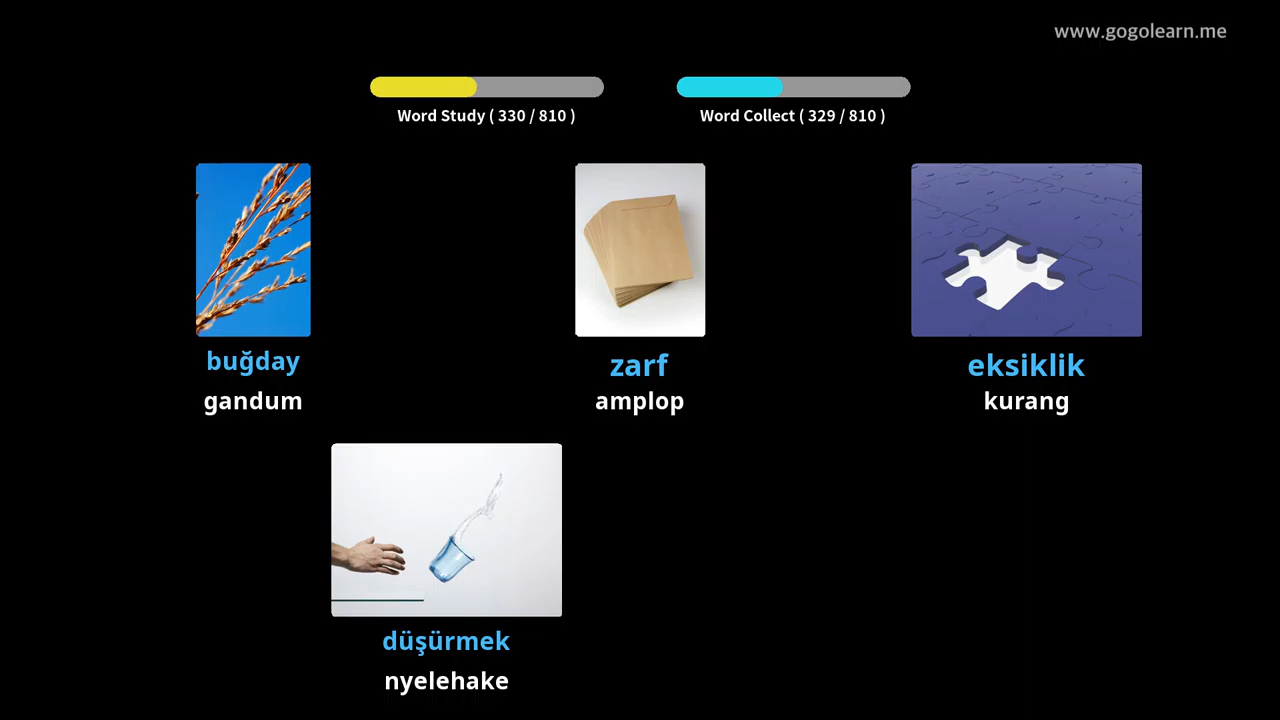 www.gogolearn.me
Word Study ( 330 / 810 )
Word Collect ( 329 / 810 )
buğday
gandum
zarf
amplop
eksiklik
kurang
düşürmek
nyelehake